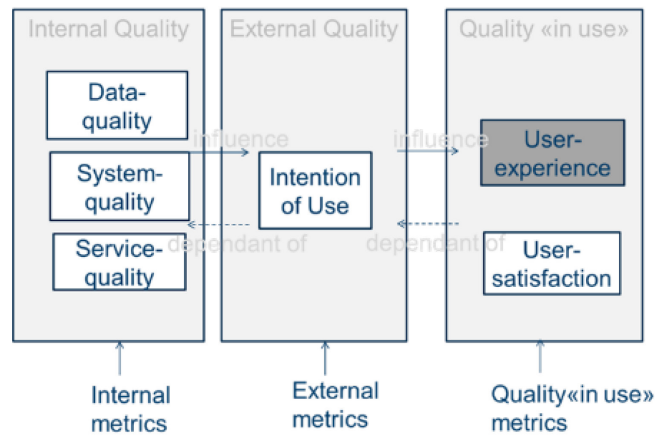 Internal Quality
External Quality
Quality «in use»
Data-
quality
System-
quality
Service-
quality
influence
dependant of
Intention
of Use
influence
dependant of
User-
experience
User-
satisfaction
Internal
metrics
External
metrics
Quality«in use»
metrics